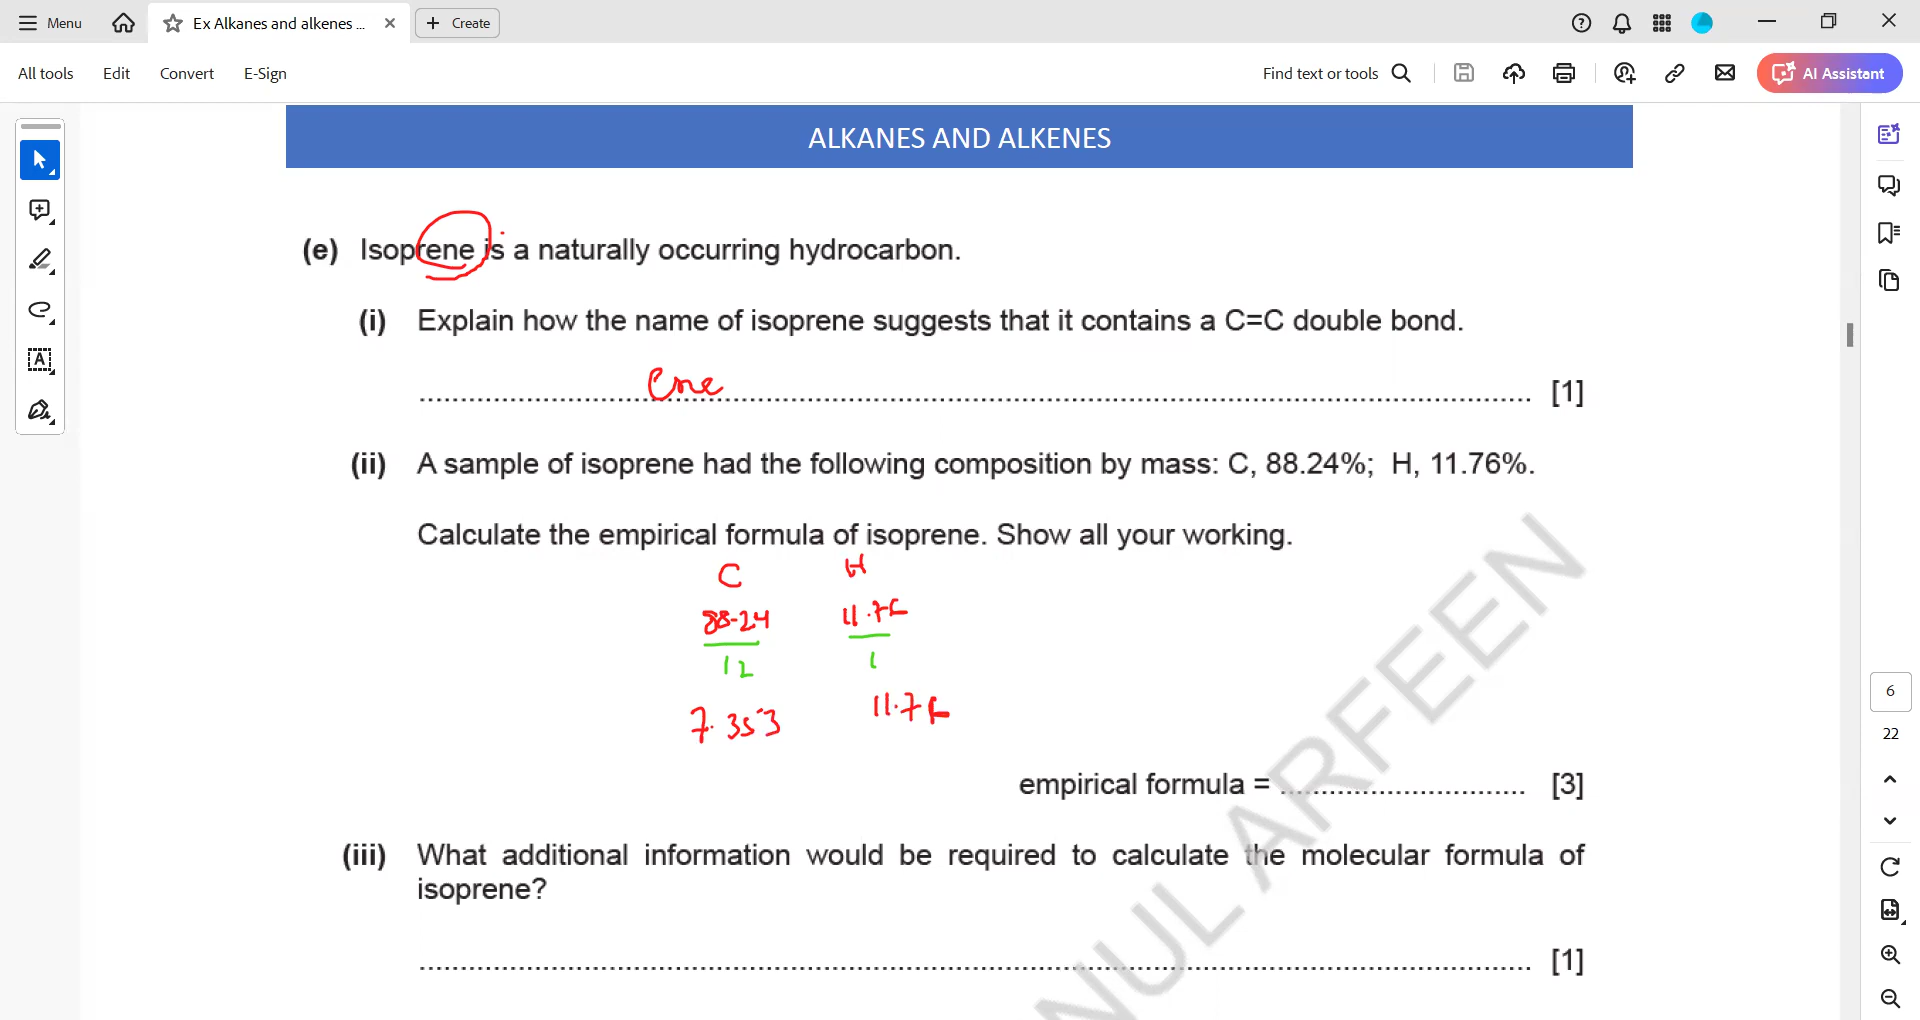 Menu
Ex Alkanes and alkenes ...
Create
All tools
Edit
Convert
E-Sign
Find text or tools
AI Assistant
ALKANES AND ALKENES
(e) Isoprene is a naturally occurring hydrocarbon.
(i) Explain how the name of isoprene suggests that it contains a C=C double bond.
ene
[1]
(ii) A sample of isoprene had the following composition by mass: C, 88.24%; H, 11.76%.
Calculate the empirical formula of isoprene. Show all your working.
C H
88.24 11.76
12 1
7.353 11.76
empirical formula = ............................. [3]
(iii) What additional information would be required to calculate the molecular formula of
isoprene?
[1]
NUL ARFEEN
6
22